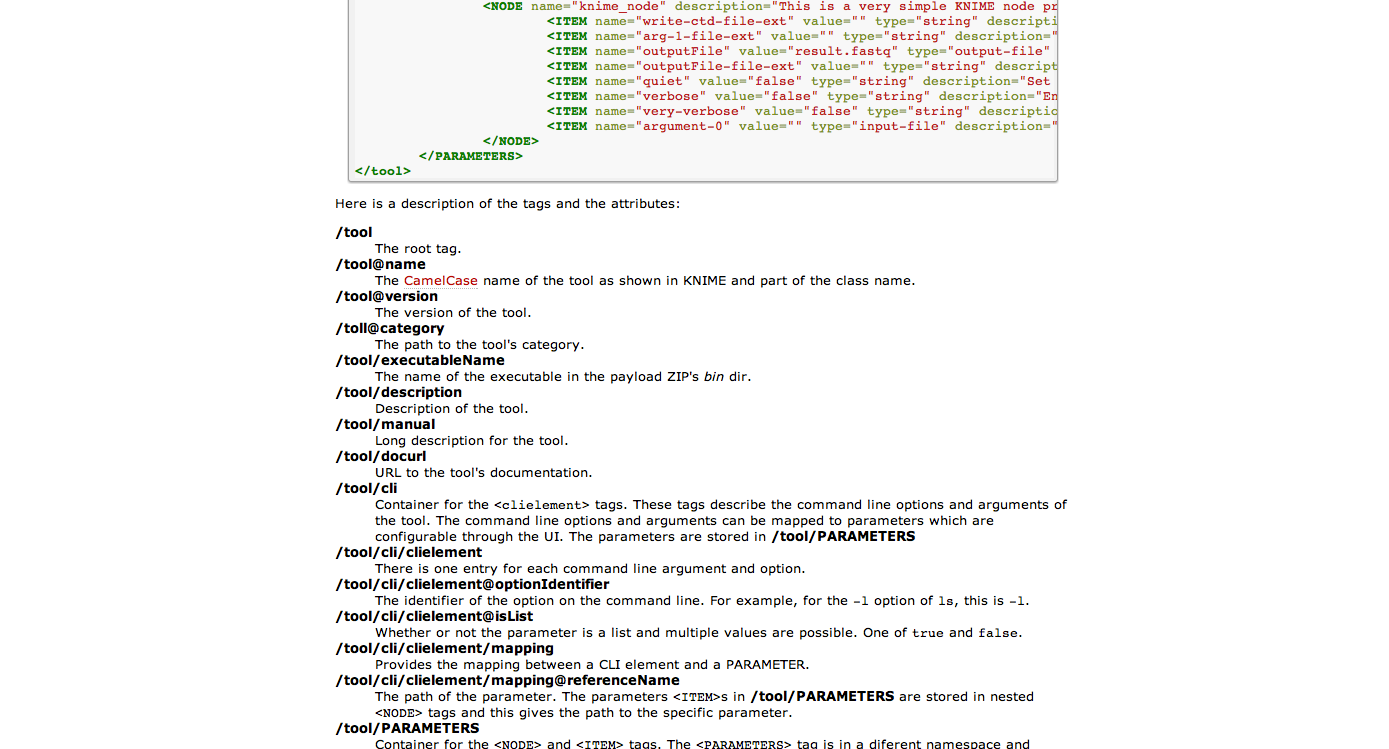 <NODE name="knime_node" description="This is a very simple KNIME node pr
<ITEM name="write-ctd-file-ext" value="" type="string" descripti
<ITEM name="arg-1-file-ext" value="" type="string" description="
<ITEM name="outputFile" value="result.fastq" type="output-file"
<ITEM name="outputFile-file-ext" value="" type="string" descript
<ITEM name="quiet" value="false" type="string" description="Set
<ITEM name="verbose" value="false" type="string" description="En
<ITEM name="very-verbose" value="false" type="string" descriptio
<ITEM name="argument-0" value="" type="input-file" description="
</NODE>
</PARAMETERS>
</tool>
Here is a description of the tags and the attributes:
/tool
The root tag.
/tool@name
The CamelCase name of the tool as shown in KNIME and part of the class name.
/tool@version
The version of the tool.
/toll@category
The path to the tool's category.
/tool/executableName
The name of the executable in the payload ZIP's bin dir.
/tool/description
Description of the tool.
/tool/manual
Long description for the tool.
/tool/docurl
URL to the tool's documentation.
/tool/cli
Container for the <clielement> tags. These tags describe the command line options and arguments of
the tool. The command line options and arguments can be mapped to parameters which are
configurable through the UI. The parameters are stored in /tool/PARAMETERS
/tool/cli/clielement
There is one entry for each command line argument and option.
/tool/cli/clielement@optionIdentifier
The identifier of the option on the command line. For example, for the -l option of ls, this is -l.
/tool/cli/clielement@isList
Whether or not the parameter is a list and multiple values are possible. One of true and false.
/tool/cli/clielement/mapping
Provides the mapping between a CLI element and a PARAMETER.
/tool/cli/clielement/mapping@referenceName
The path of the parameter. The parameters <ITEM>s in /tool/PARAMETERS are stored in nested
<NODE> tags and this gives the path to the specific parameter.
/tool/PARAMETERS
Container for the <NODE> and <ITEM> tags. The <PARAMETERS> tag is in a diferent namespace and